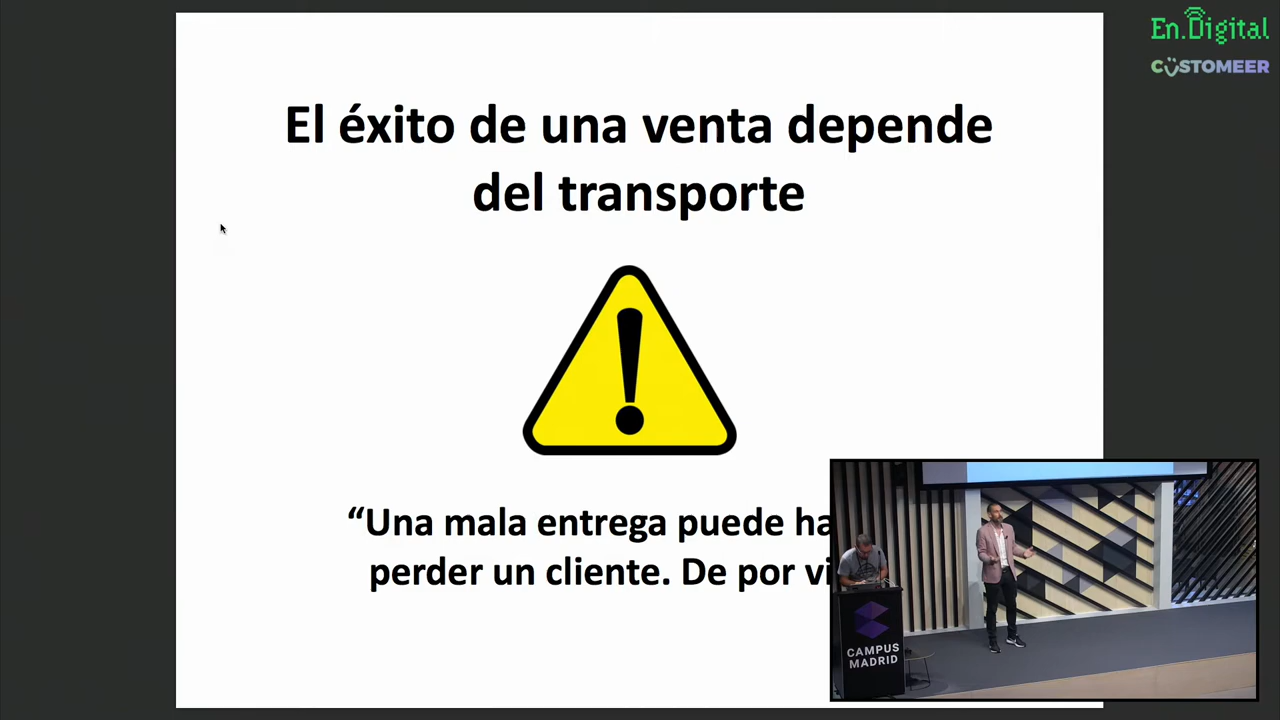 En.Digital
CUSTOMEER
El éxito de una venta depende
del transporte
“Una mala entrega puede ha
perder un cliente. De por vi
CAMPUS
MADRID